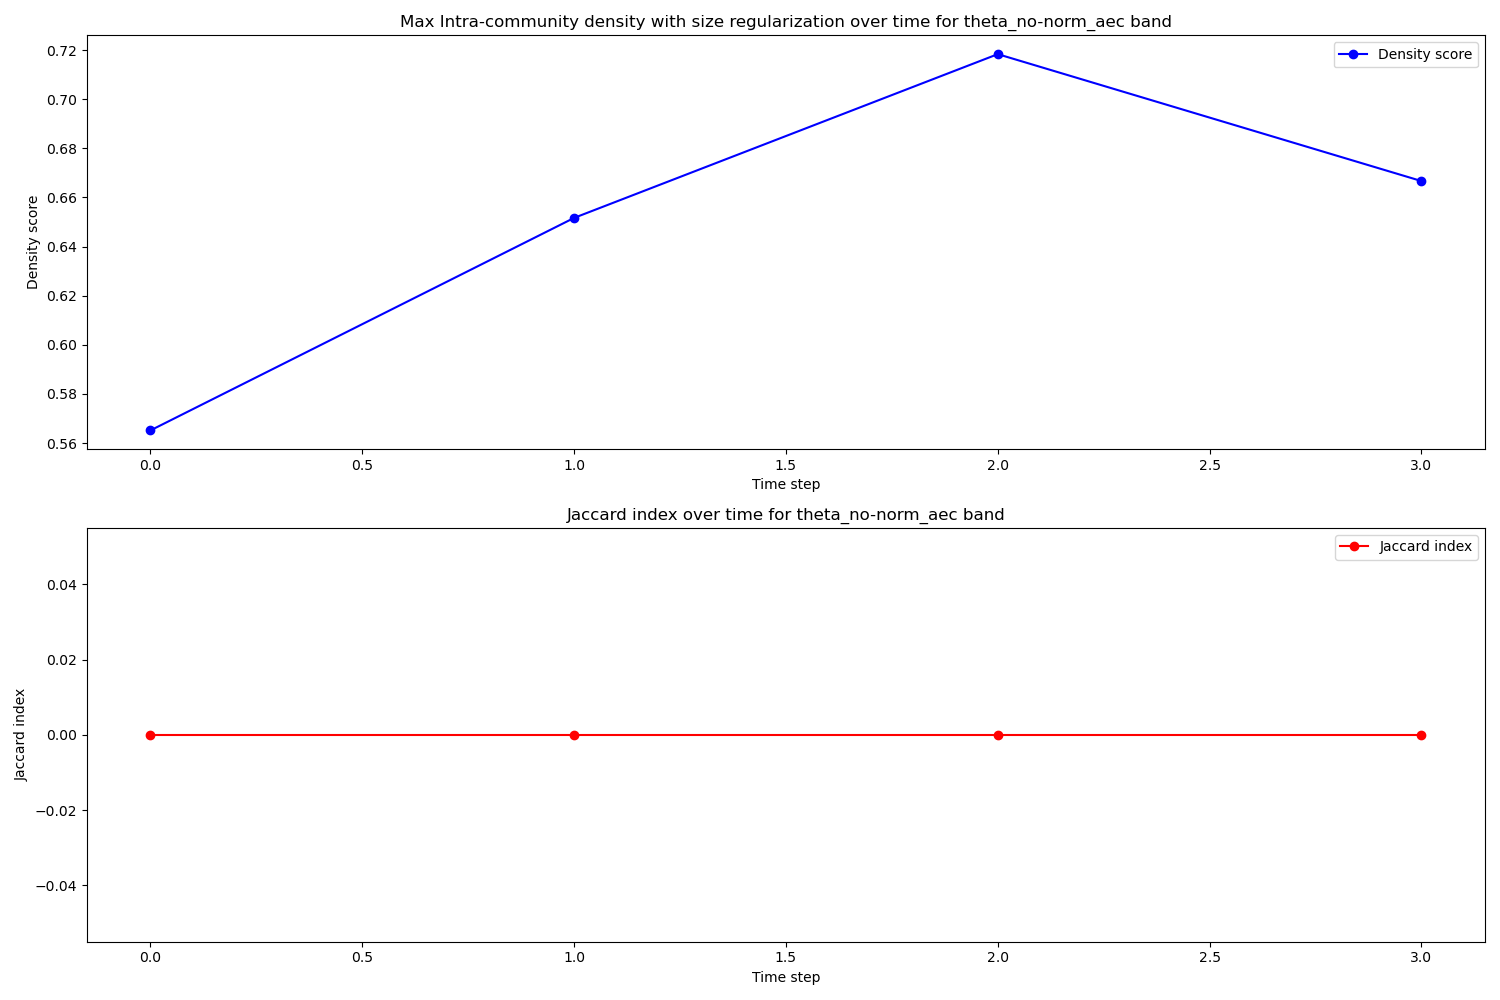 Max Intra-community density with size regularization over time for theta_no-norm_aec band
Density score
0.72
0.70
0.68
0.66
0.64
0.62
0.60
0.58
0.56
Density score
0.0 0.5 1.0 1.5 2.0 2.5 3.0
Time step
Jaccard index over time for theta_no-norm_aec band
Jaccard index
0.04
0.02
0.00
−0.02
−0.04
Jaccard index
0.0 0.5 1.0 1.5 2.0 2.5 3.0
Time step